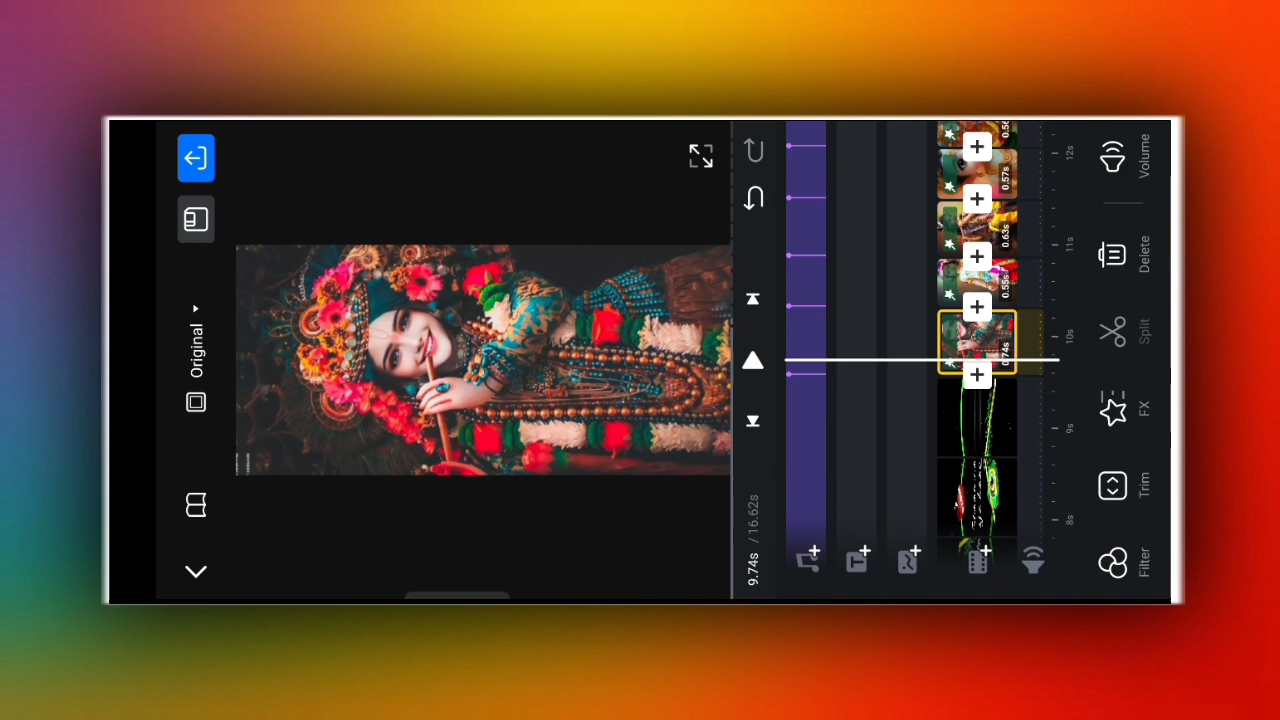 Original
9.74s / 16.62s
8s
9s
10s
11s
12s
0.74s
0.55s
0.63s
0.57s
0.56
T
Filter
Trim
FX
Split
Delete
Volume